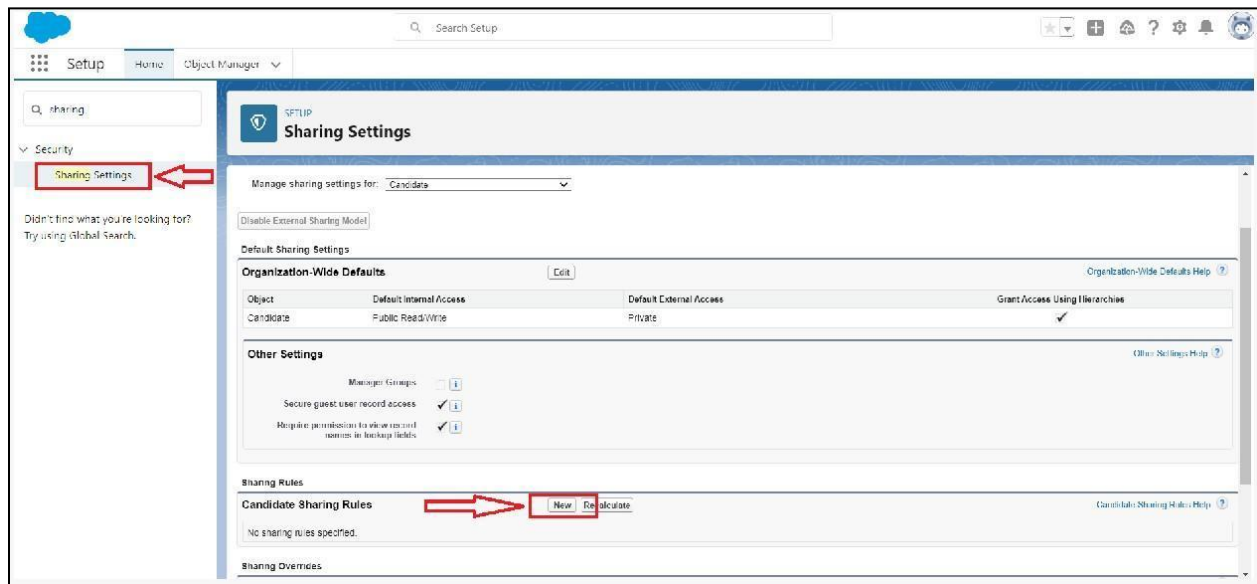 Search Setup
Setup Home Object Manager
sharing
Security
Sharing Settings
Didn't find what you're looking for?
Try using Global Search.
SETUP
Sharing Settings
Manage sharing settings for: Candidate
Disable External Sharing Model
Default Sharing Settings
Organization-Wide Defaults Edit Organization-Wide Defaults Help ?
Object Default Internal Access Default External Access Grant Access Using Hierarchies
Candidate Public Read/Write Private
Other Settings Other Settings Help ?
Manager Groups i
Secure guest user record access i
Require permission to view record
names in lookup fields i
Sharing Rules
Candidate Sharing Rules New Recalculate Candidate Sharing Rules Help ?
No sharing rules specified.
Sharing Overrides